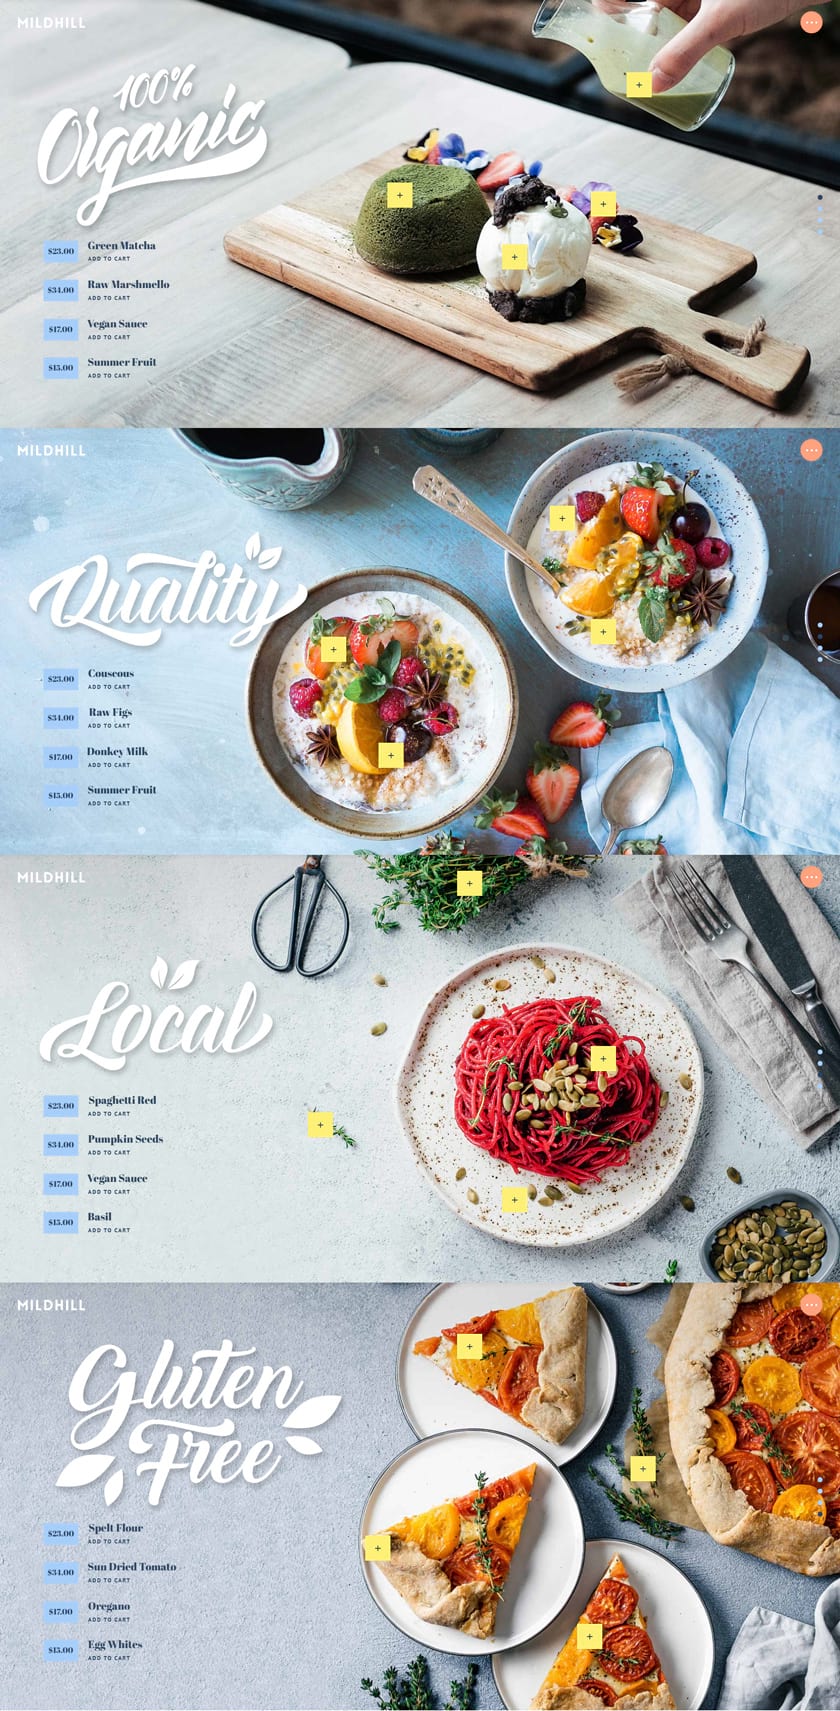 MILDHILL
100%
Organic
$23.00 Green Matcha
ADD TO CART
$34.00 Raw Marshmello
ADD TO CART
$17.00 Vegan Sauce
ADD TO CART
$15.00 Summer Fruit
ADD TO CART
MILDHILL
Quality
$23.00 Couscous
ADD TO CART
$34.00 Raw Figs
ADD TO CART
$17.00 Donkey Milk
ADD TO CART
$15.00 Summer Fruit
ADD TO CART
MILDHILL
Local
$23.00 Spaghetti Red
ADD TO CART
$34.00 Pumpkin Seeds
ADD TO CART
$17.00 Vegan Sauce
ADD TO CART
$15.00 Basil
ADD TO CART
MILDHILL
Gluten
Free
$23.00 Spelt Flour
ADD TO CART
$34.00 Sun Dried Tomato
ADD TO CART
$17.00 Oregano
ADD TO CART
$15.00 Egg Whites
ADD TO CART